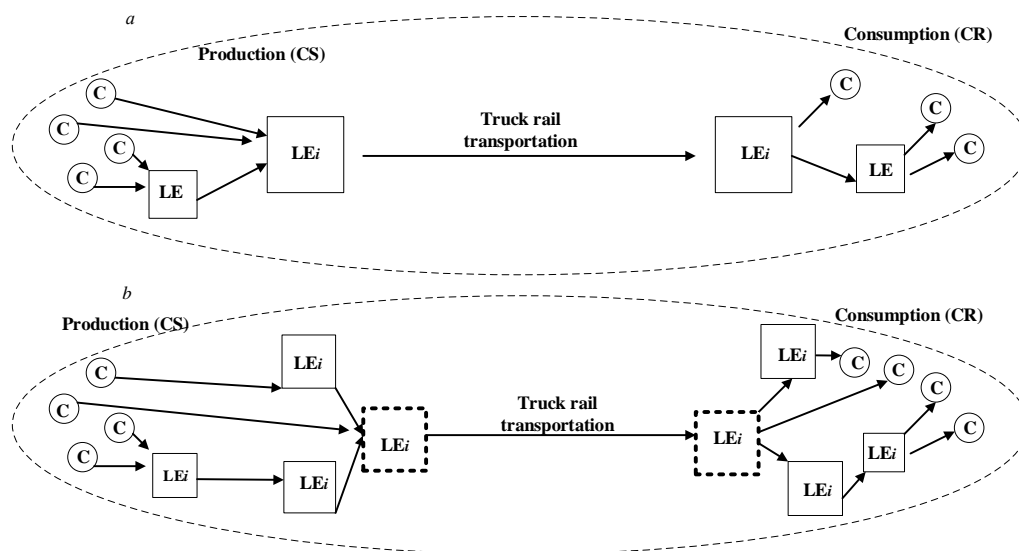 a
Production (CS)
Consumption (CR)
C
C
C
C
LE
LEi
Truck rail
transportation
LEi
C
LE
C
C
b
Production (CS)
Consumption (CR)
C
C
C
C
LEi
LEi
LEi
LEi
Truck rail
transportation
LEi
LEi
C
C
C
LEi
LEi
C